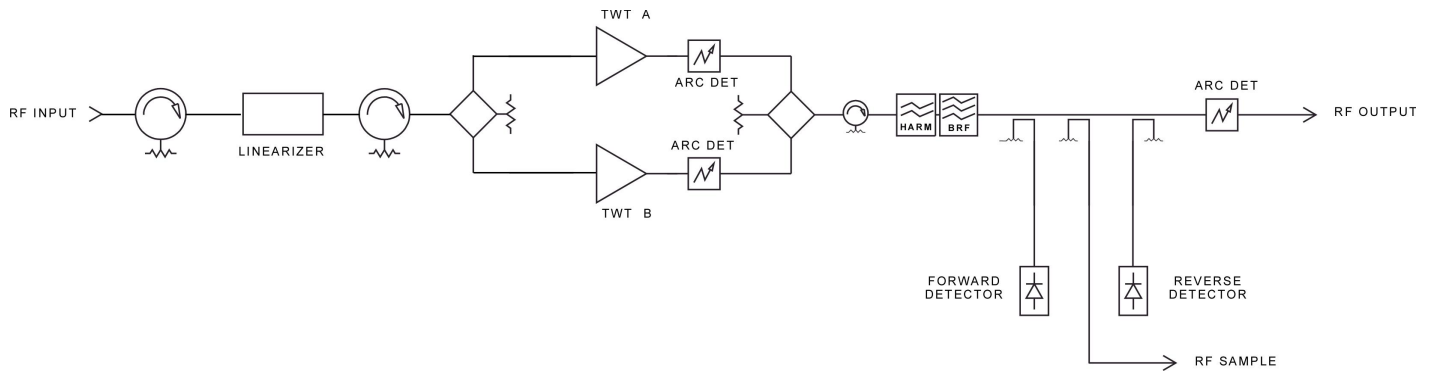 TWT A
ARC DET
ARC DET
RF INPUT
RF OUTPUT
HARM
BRF
LINEARIZER
ARC DET
TWT B
FORWARD
DETECTOR
REVERSE
DETECTOR
RF SAMPLE